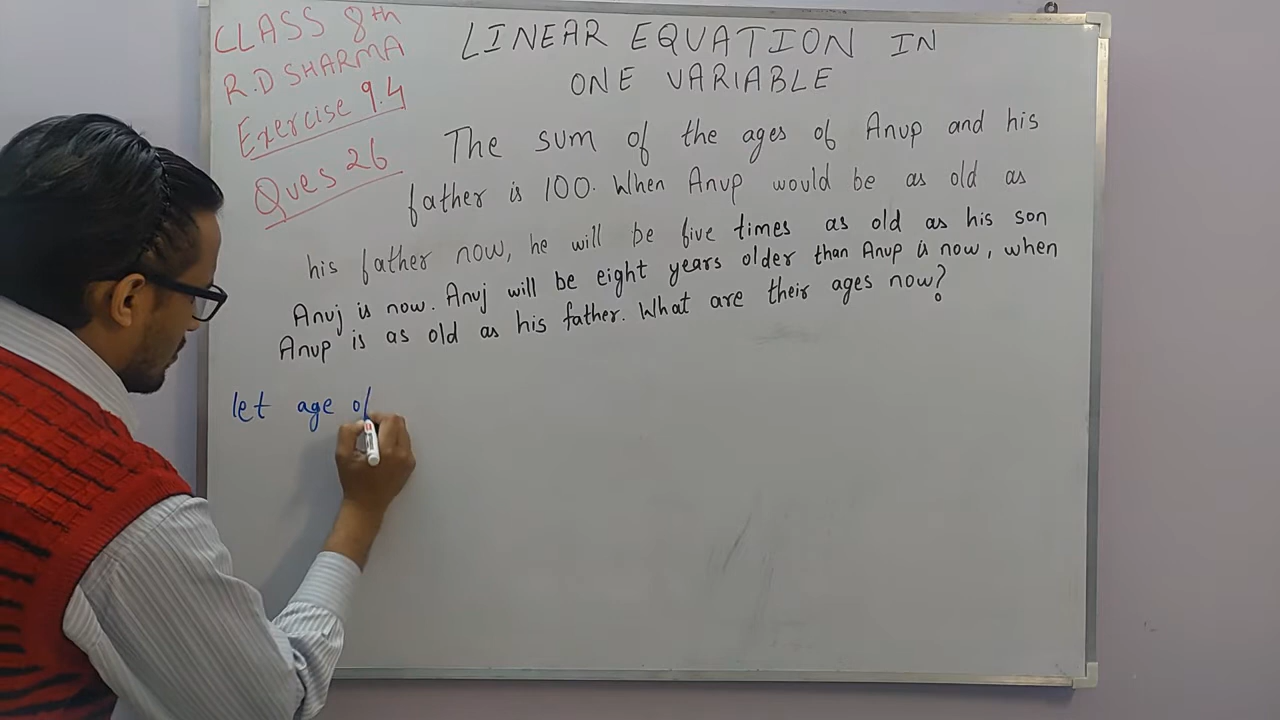 CLASS 8th
R.D SHARMA
Exercise 9.4
Ques 26
LINEAR EQUATION IN
ONE VARIABLE
The sum of the ages of Anup and his
father is 100. When Anup would be as old as
his father now, he will be five times as old as his son
Anuj is now. Anuj will be eight years older than Anup is now, when
Anup is as old as his father. What are their ages now?
let age of